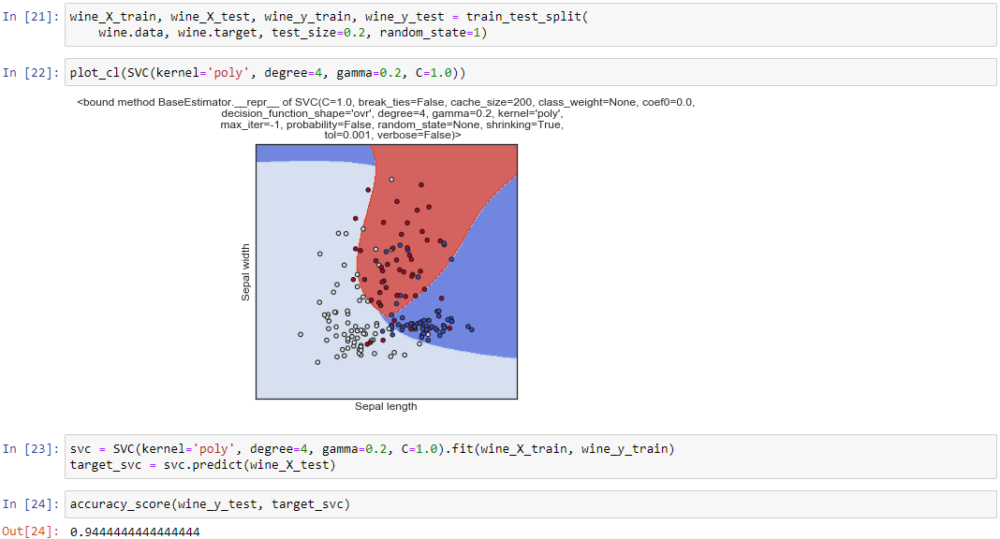 In [21]: wine_X_train, wine_X_test, wine_y_train, wine_y_test = train_test_split(
wine.data, wine.target, test_size=0.2, random_state=1)
In [22]: plot_cl(SVC(kernel='poly', degree=4, gamma=0.2, C=1.0))
<bound method BaseEstimator.__repr__ of SVC(C=1.0, break_ties=False, cache_size=200, class_weight=None, coef0=0.0,
decision_function_shape='ovr', degree=4, gamma=0.2, kernel='poly',
max_iter=-1, probability=False, random_state=None, shrinking=True,
tol=0.001, verbose=False)>
Sepal width
Sepal length
In [23]: svc = SVC(kernel='poly', degree=4, gamma=0.2, C=1.0).fit(wine_X_train, wine_y_train)
target_svc = svc.predict(wine_X_test)
In [24]: accuracy_score(wine_y_test, target_svc)
Out[24]: 0.9444444444444444